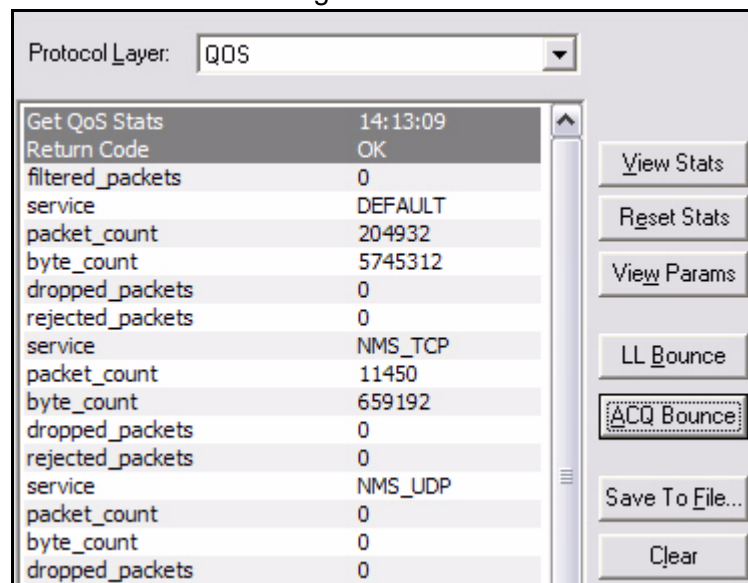 Protocol Layer: QOS
Get QoS Stats 14:13:09
Return Code OK
filtered_packets 0
service DEFAULT
packet_count 204932
byte_count 5745312
dropped_packets 0
rejected_packets 0
service NMS_TCP
packet_count 11450
byte_count 659192
dropped_packets 0
rejected_packets 0
service NMS_UDP
packet_count 0
byte_count 0
dropped_packets 0
View Stats
Reset Stats
View Params
LL Bounce
ACQ Bounce
Save To File...
Clear